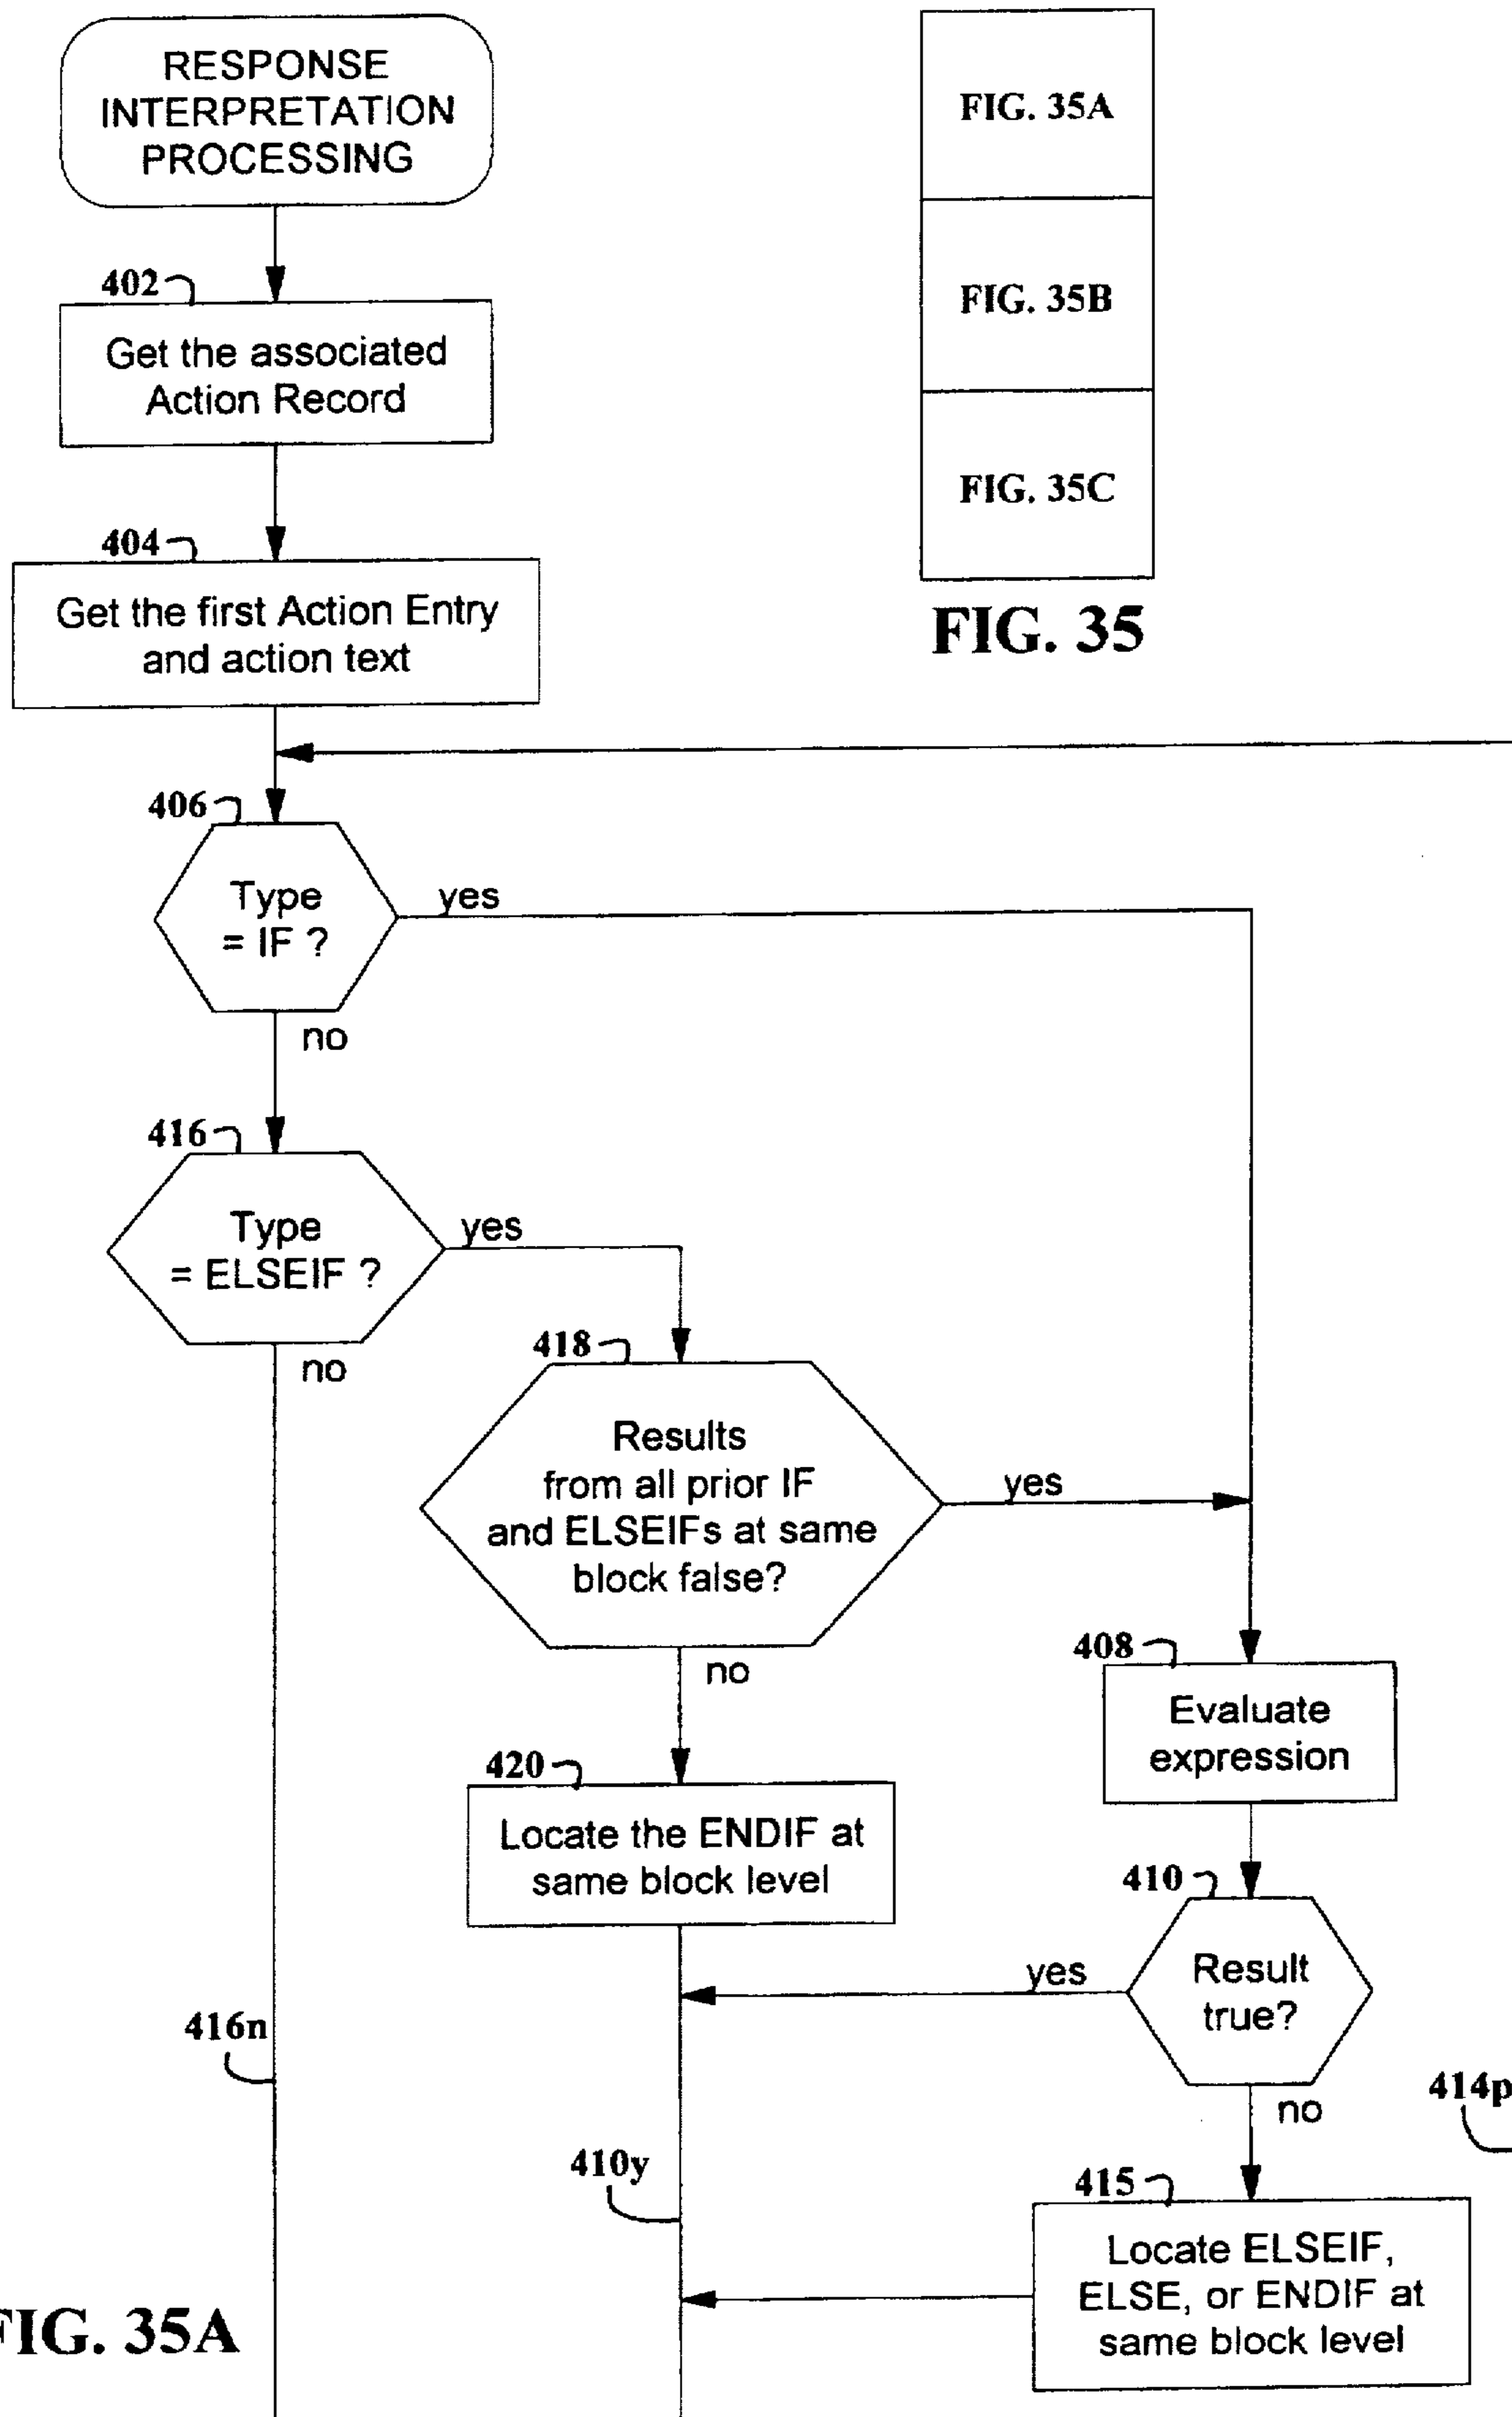 RESPONSE
INTERPRETATION
PROCESSING
FIG. 35A
FIG. 35B
FIG. 35C
FIG. 35
402
Get the associated
Action Record
404
Get the first Action Entry
and action text
406
Type
= IF ?
yes
no
416
Type
= ELSEIF ?
yes
no
418
Results
from all prior IF
and ELSEIFs at same
block false?
yes
no
408
Evaluate
expression
420
Locate the ENDIF at
same block level
410
Result
true?
yes
no
416n
414p
410y
415
Locate ELSEIF,
ELSE, or ENDIF at
same block level
FIG. 35A